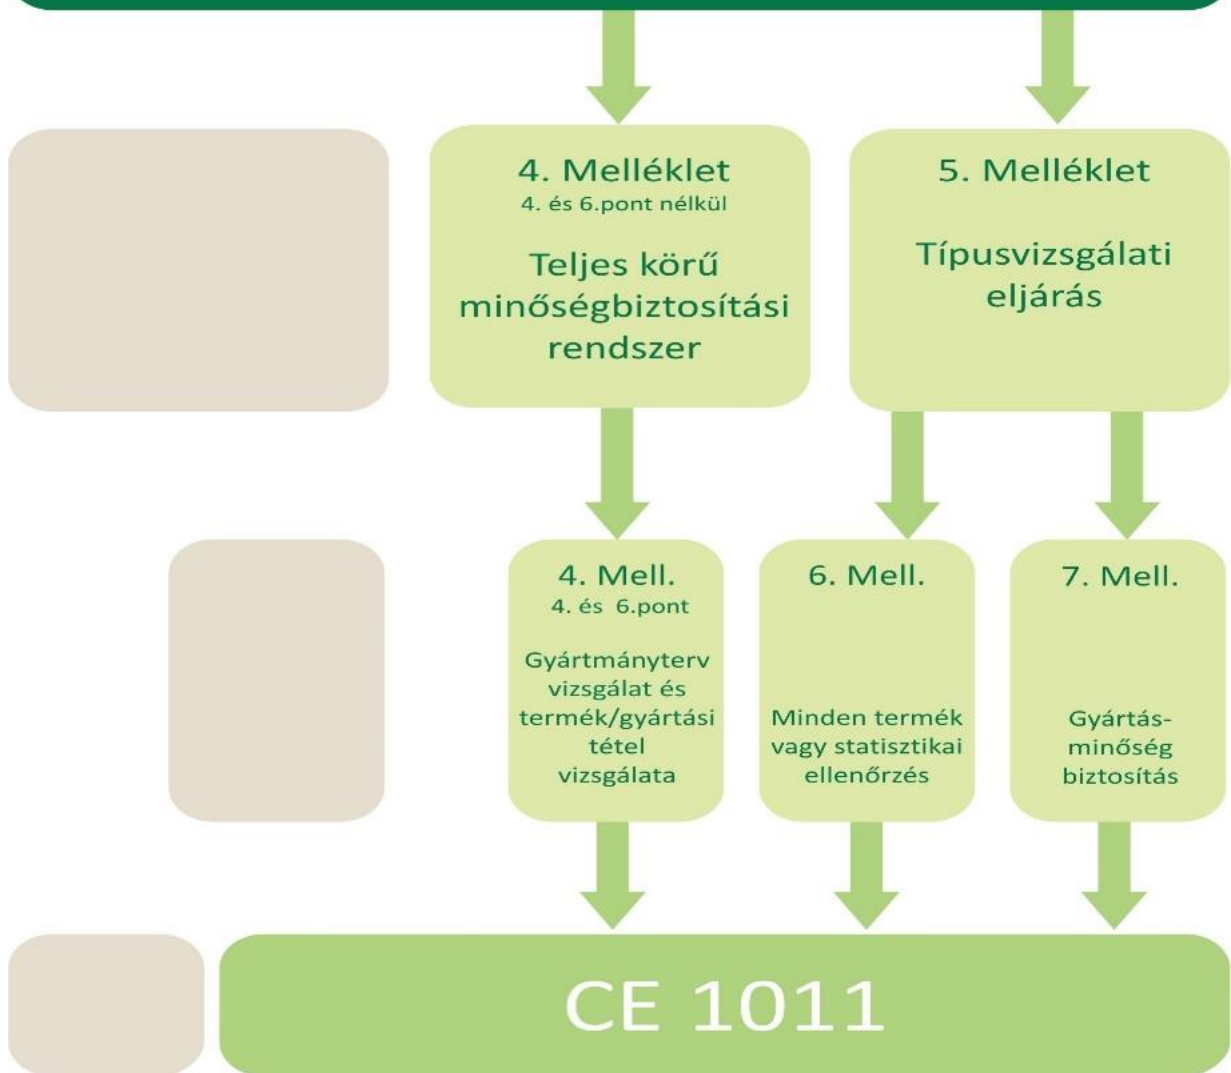 4. Melléklet
4. és 6.pont nélkül
Teljes körű
minőségbiztosítási
rendszer
5. Melléklet
Típusvizsgálati
eljárás
4. Mell.
4. és 6.pont
Gyártmányterv
vizsgálat és
termék/gyártási
tétel
vizsgálata
6. Mell.
Minden termék
vagy statisztikai
ellenőrzés
7. Mell.
Gyártás-
minőség
biztosítás
CE 1011